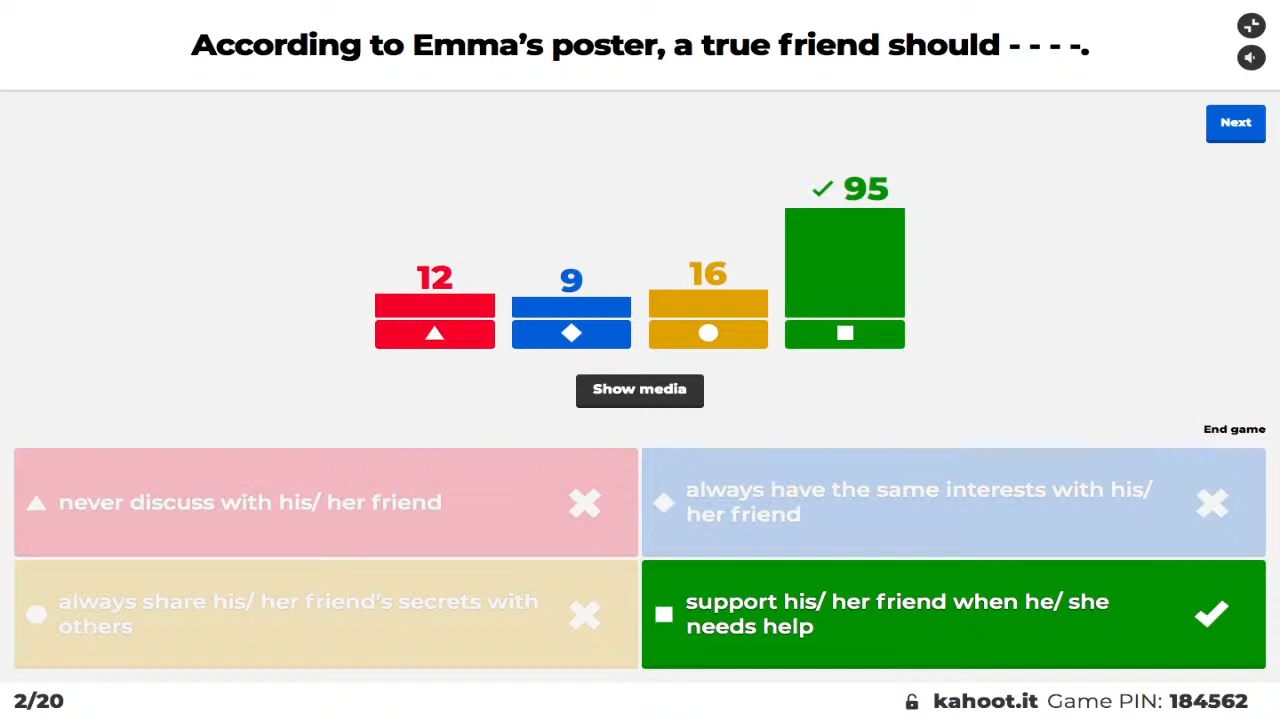 According to Emma's poster, a true friend should - - - -.
Next
95
12
9
16
Show media
End game
never discuss with his/ her friend
always have the same interests with his/
her friend
always share his/ her friend's secrets with
others
support his/ her friend when he/ she
needs help
2/20
kahoot.it Game PIN: 184562